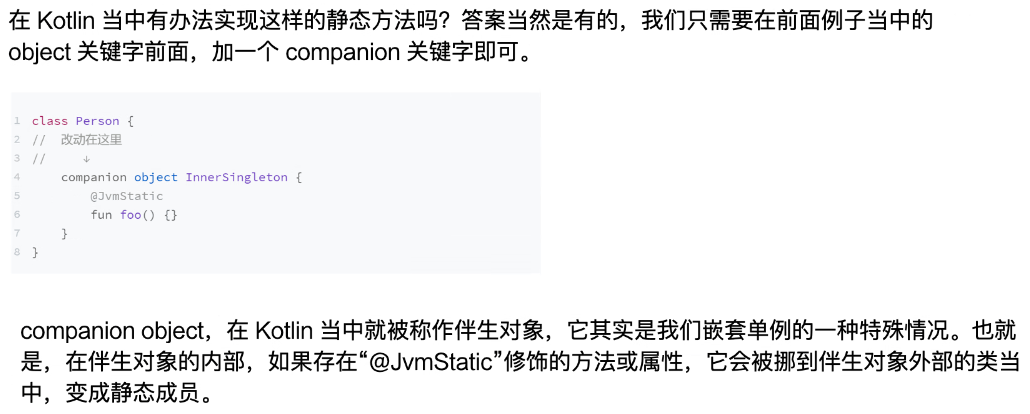 在 Kotlin 当中有办法实现这样的静态方法吗？答案当然是有的，我们只需要在前面例子当中的
object 关键字前面，加一个 companion 关键字即可。
1 class Person {
2 //  改动在这里
3 //     ↓
4     companion object InnerSingleton {
5         @JvmStatic
6         fun foo() {}
7     }
8 }
companion object，在 Kotlin 当中就被称作伴生对象，它其实是我们嵌套单例的一种特殊情况。也就
是，在伴生对象的内部，如果存在“@JvmStatic”修饰的方法或属性，它会被挪到伴生对象外部的类当
中，变成静态成员。